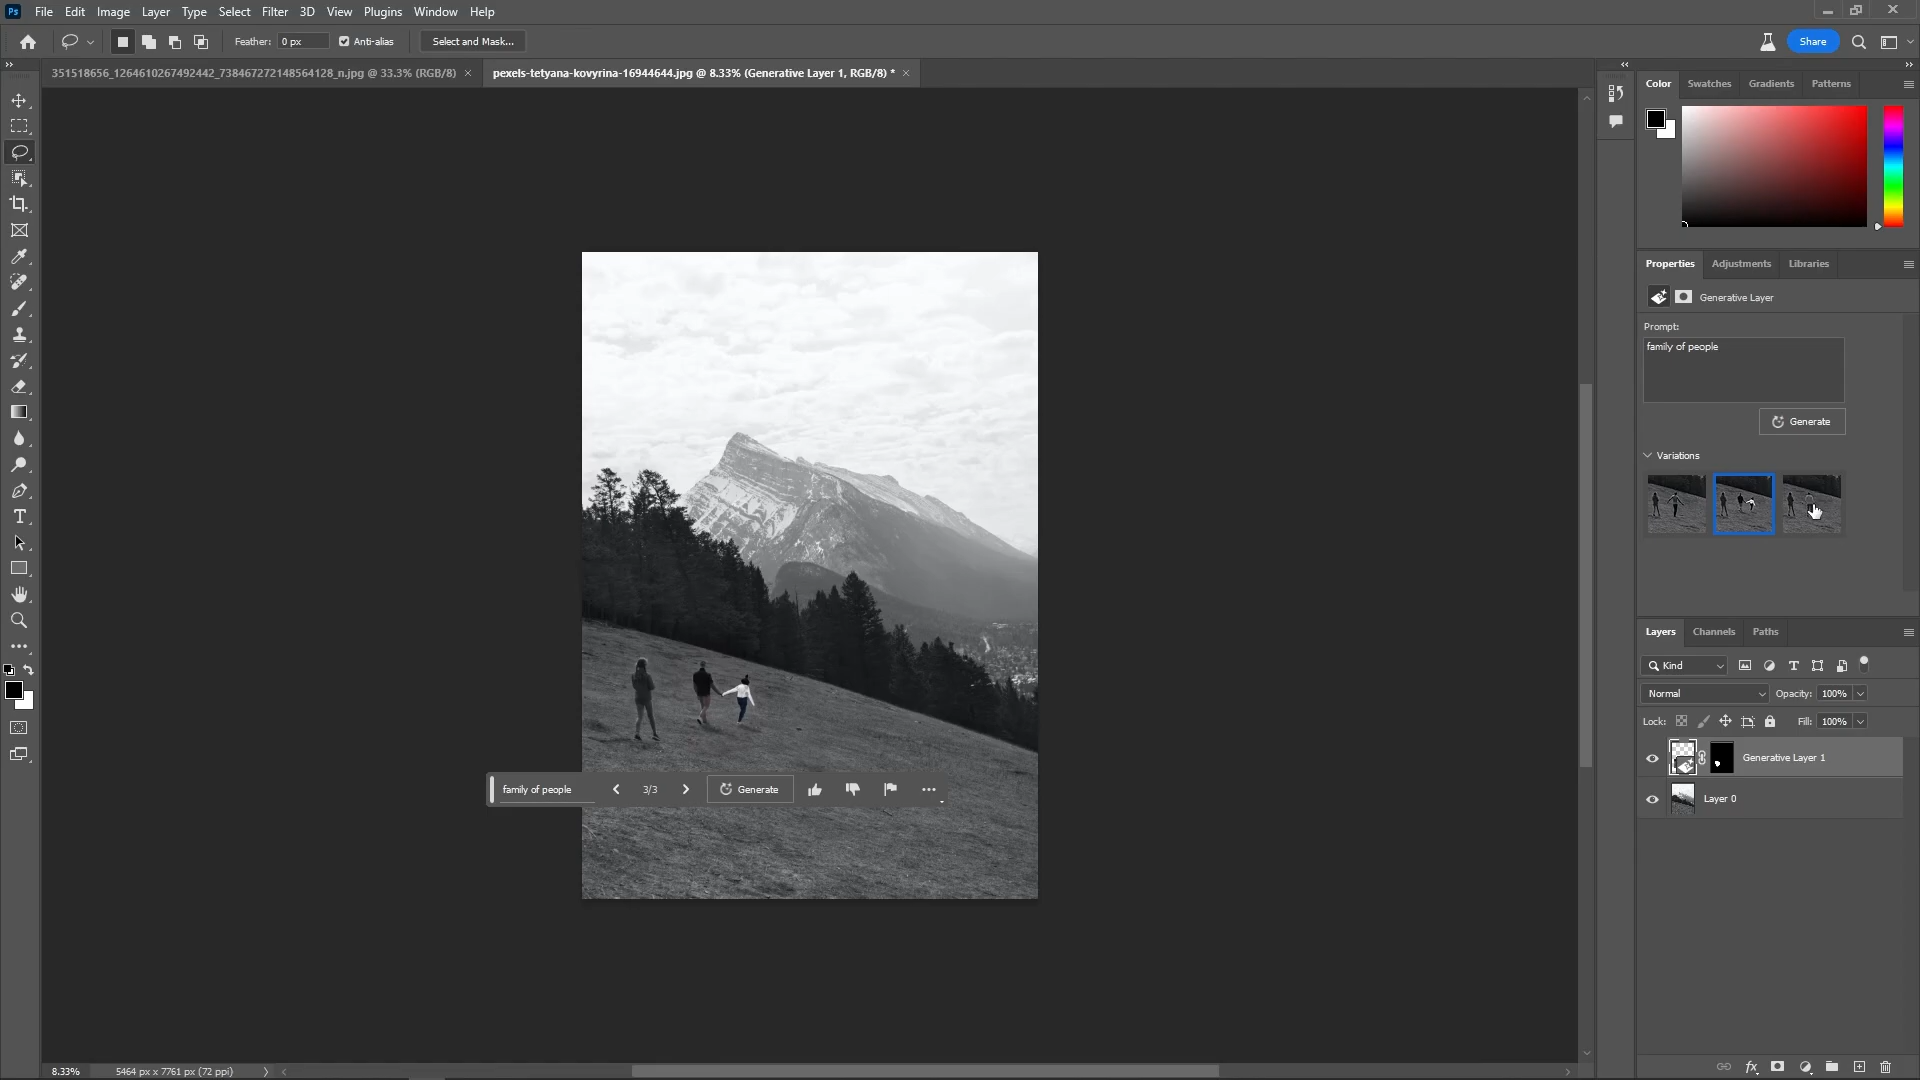 Ps File Edit Image Layer Type Select Filter 3D View Plugins Window Help
Feather: 0 px Anti-alias Select and Mask... Share
351518656_1264610267492442_738467272148564128_n.jpg @ 33.3% (RGB/8) × pexels-tetyana-kovyrina-16944644.jpg @ 8.33% (Generative Layer 1, RGB/8) * ×
Color Swatches Gradients Patterns
Properties Adjustments Libraries
Generative Layer
Prompt:
family of people
Generate
Variations
Layers Channels Paths
Kind
Normal Opacity: 100%
Lock: Fill: 100%
Generative Layer 1
Layer 0
family of people 3/3 Generate
8.33% 5464 px x 7761 px (72 ppi)